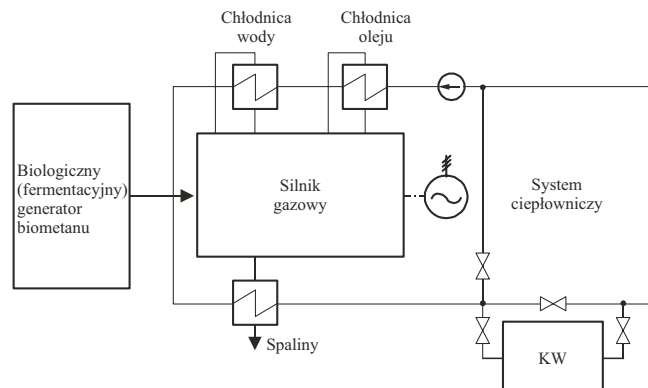 Chłodnica
wody
Chłodnica
oleju
Biologiczny
(fermentacyjny)
generator
biometanu
Silnik
gazowy
System
ciepłowniczy
Spaliny
KW